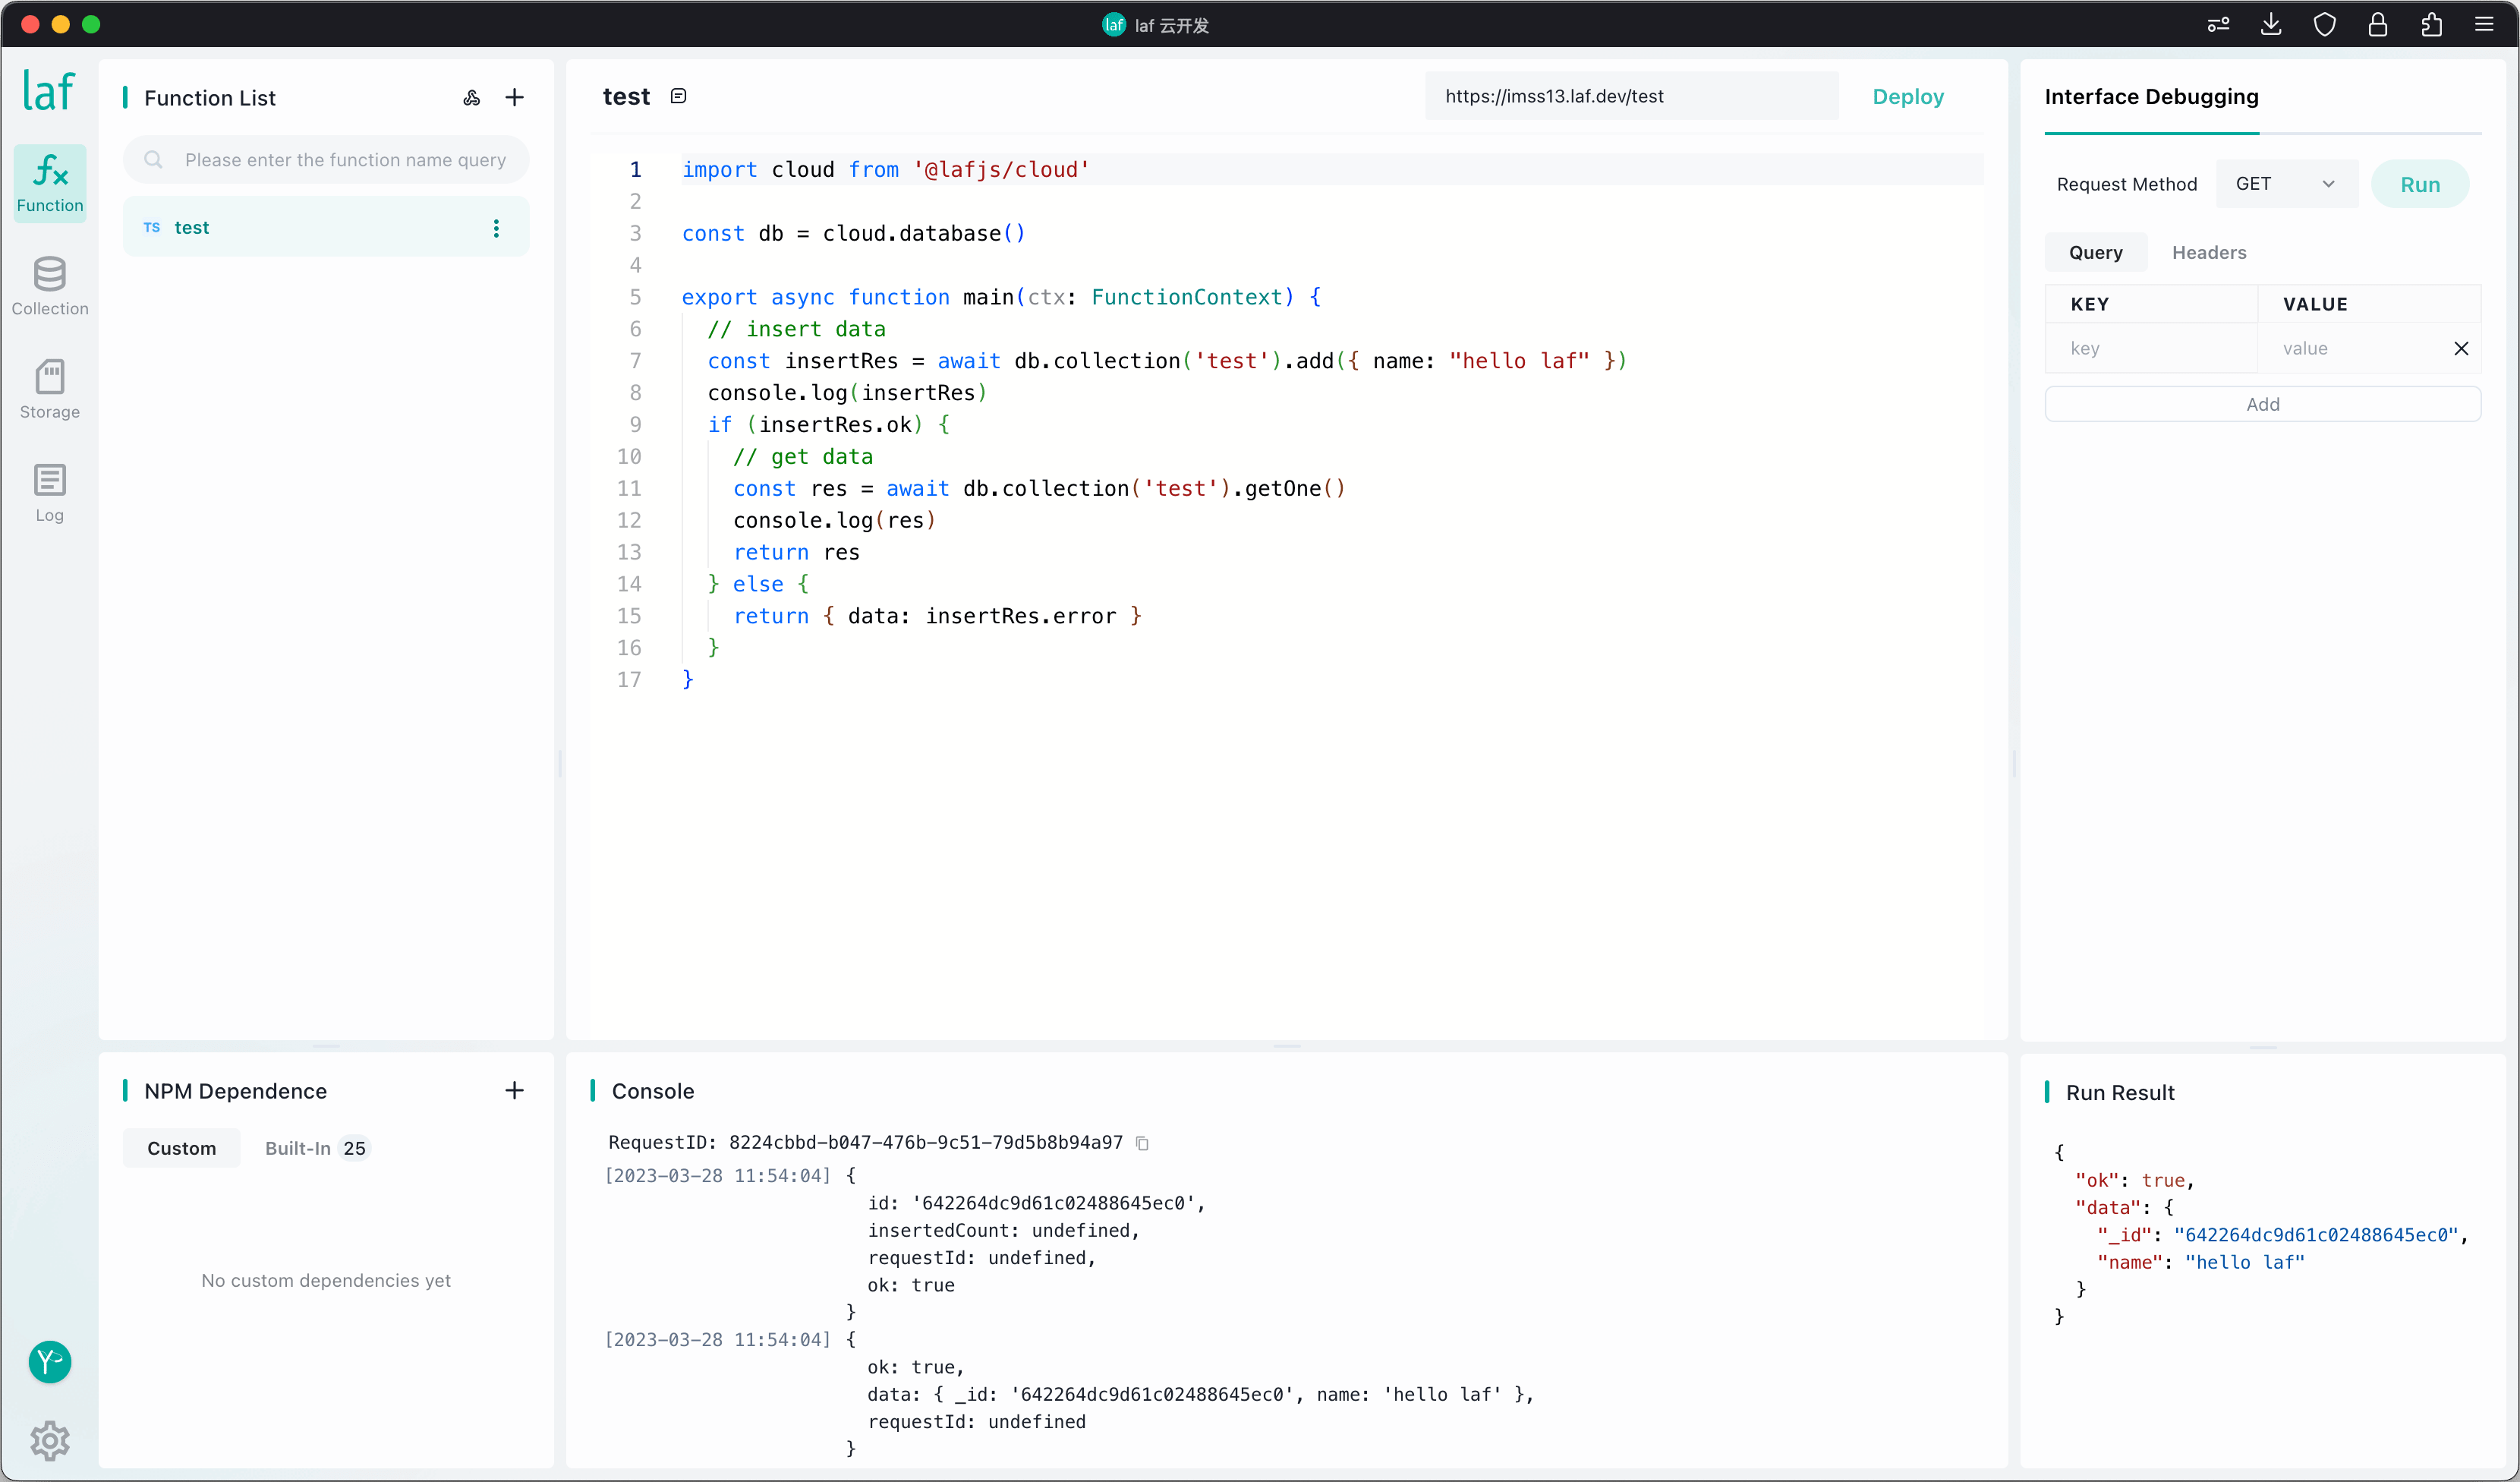 laf laf 云开发
laf
Function
Collection
Storage
Log
Function List
Please enter the function name query
TS test
test
https://imss13.laf.dev/test
Deploy
1 import cloud from '@lafjs/cloud'
2
3 const db = cloud.database()
4
5 export async function main(ctx: FunctionContext) {
6 // insert data
7 const insertRes = await db.collection('test').add({ name: "hello laf" })
8 console.log(insertRes)
9 if (insertRes.ok) {
10 // get data
11 const res = await db.collection('test').getOne()
12 console.log(res)
13 return res
14 } else {
15 return { data: insertRes.error }
16 }
17 }
Interface Debugging
Request Method GET Run
Query Headers
KEY VALUE
key value
Add
NPM Dependence
Custom Built-In 25
No custom dependencies yet
Console
RequestID: 8224cbbd-b047-476b-9c51-79d5b8b94a97
[2023-03-28 11:54:04] {
id: '642264dc9d61c02488645ec0',
insertedCount: undefined,
requestId: undefined,
ok: true
}
[2023-03-28 11:54:04] {
ok: true,
data: { _id: '642264dc9d61c02488645ec0', name: 'hello laf' },
requestId: undefined
}
Run Result
{
"ok": true,
"data": {
"_id": "642264dc9d61c02488645ec0",
"name": "hello laf"
}
}